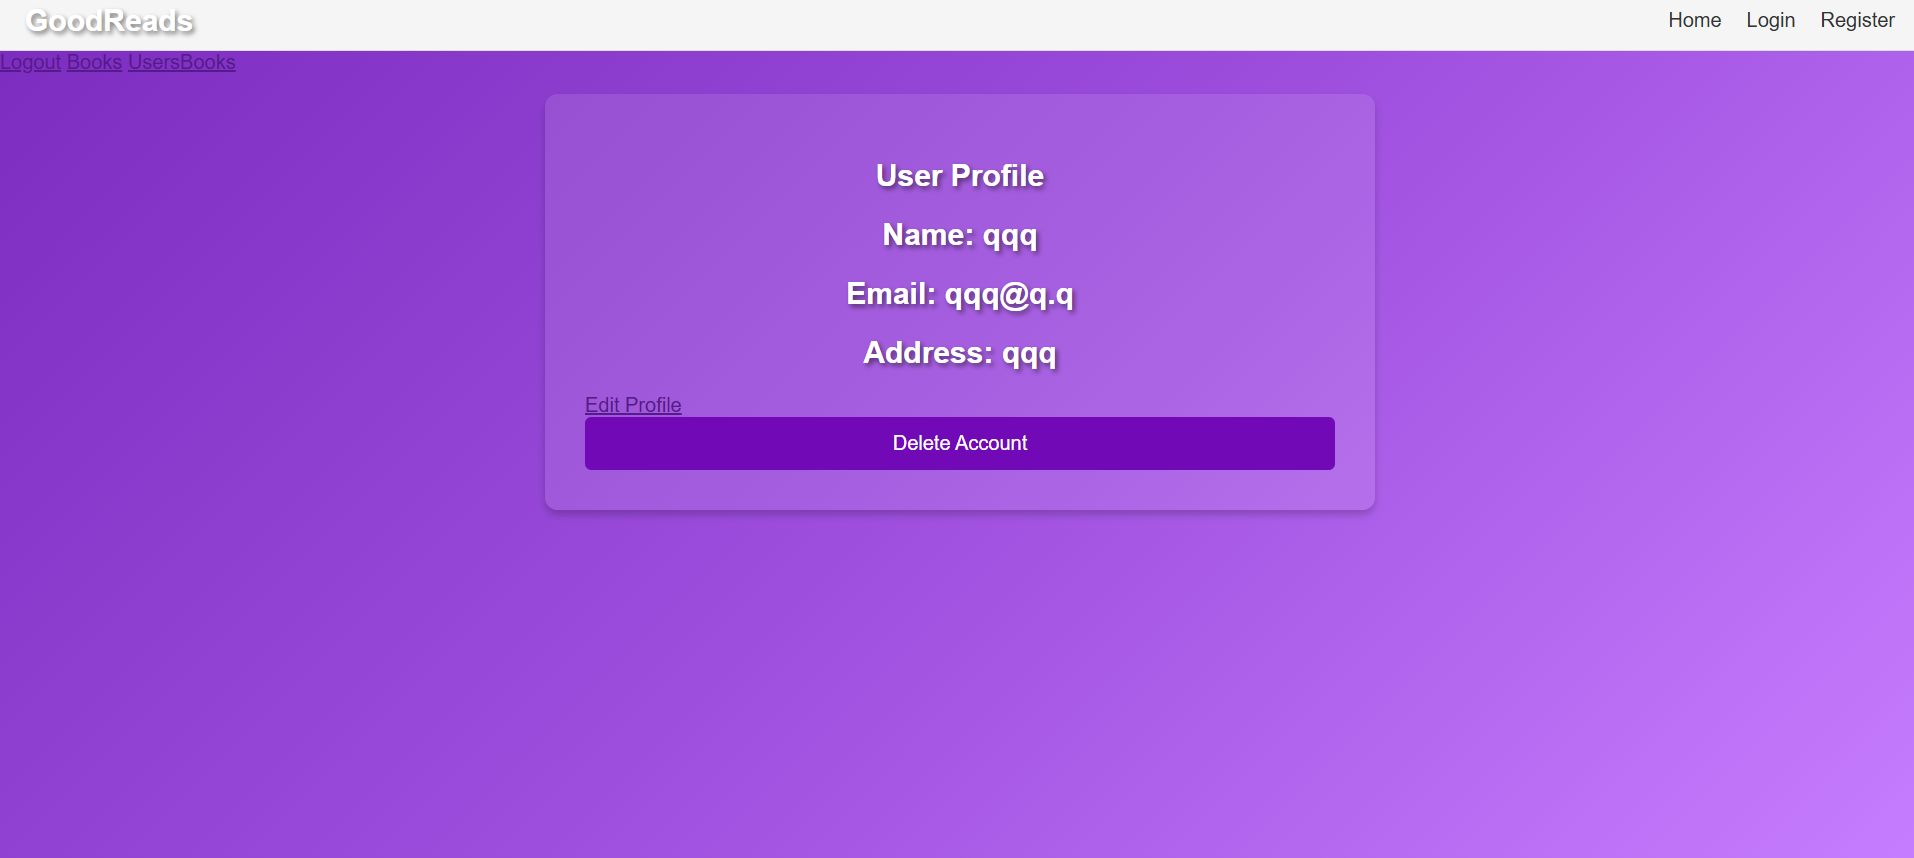 GoodReads Home Login Register
Logout Books UsersBooks
User Profile
Name: qqq
Email: qqq@q.q
Address: qqq
Edit Profile
Delete Account